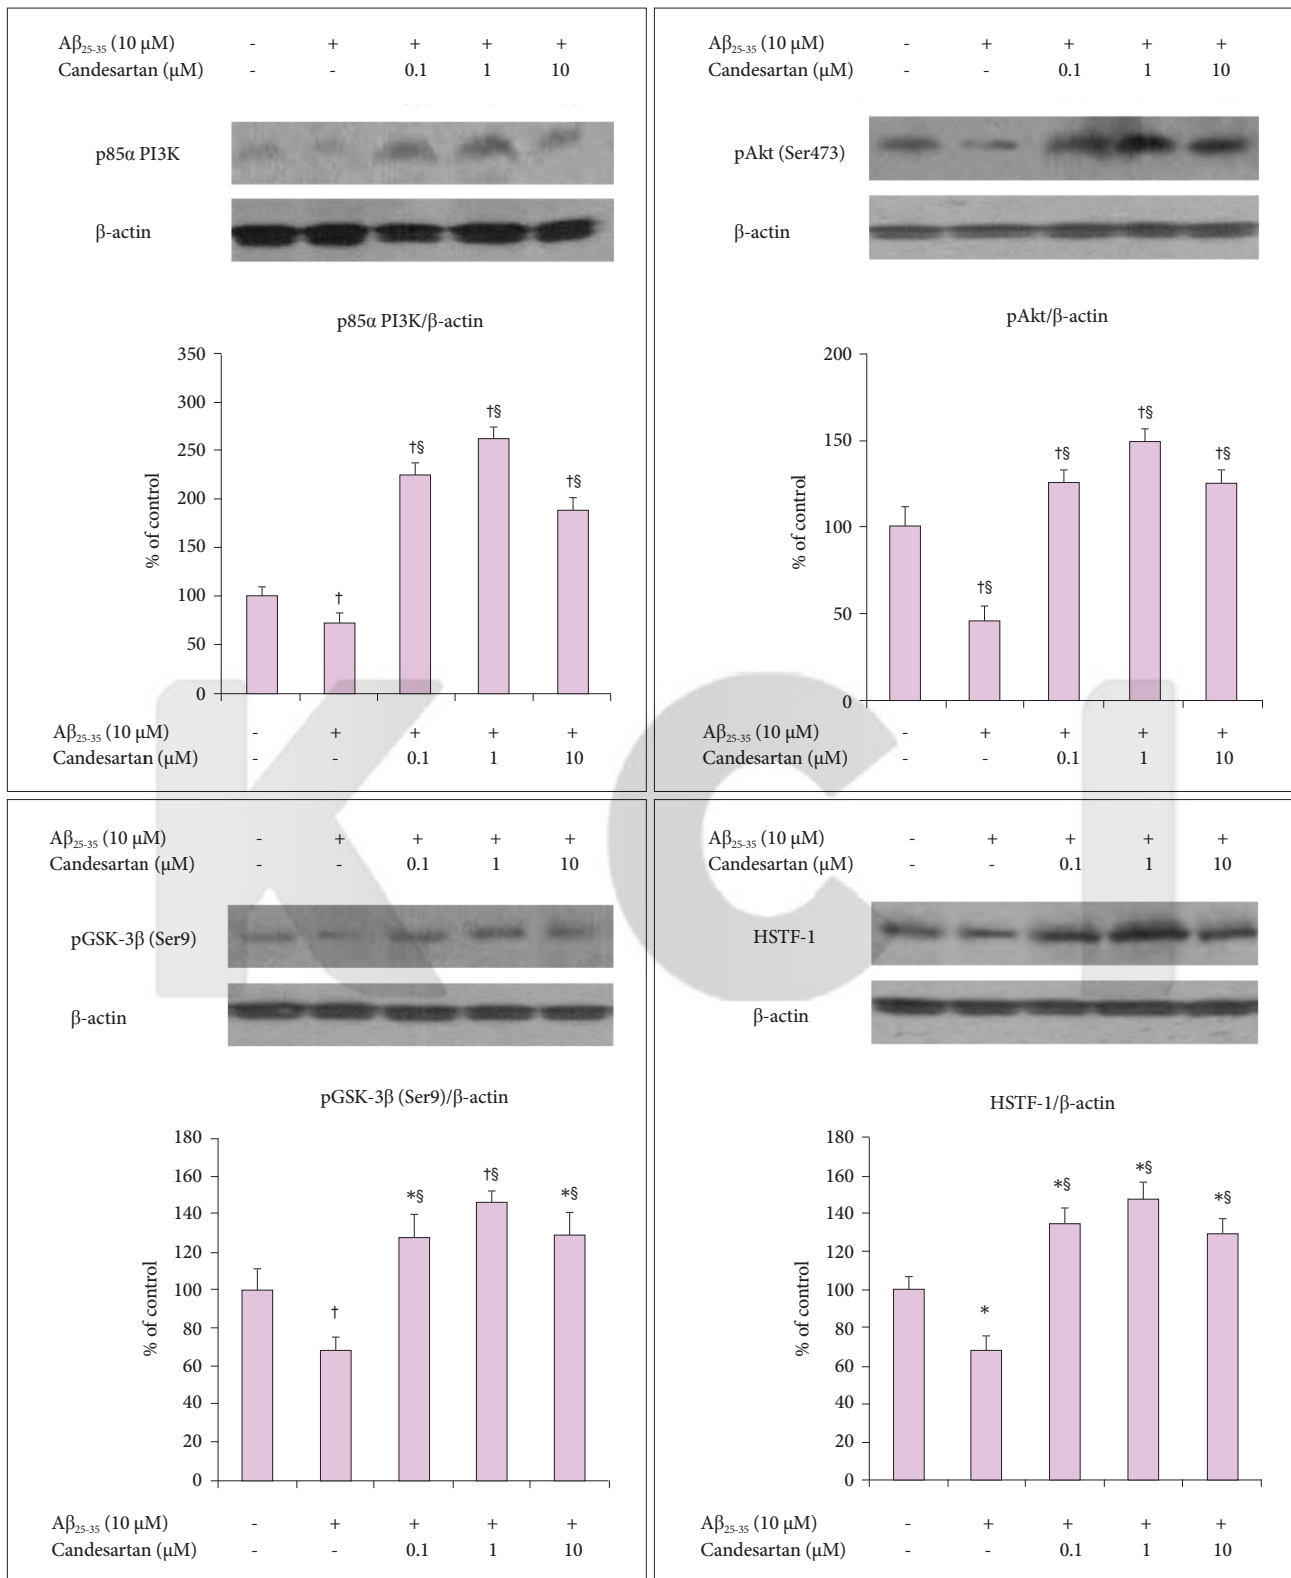 Aβ25-35 (10 μM) - + + + +
Candesartan (μM) - - 0.1 1 10
p85α PI3K
β-actin
p85α PI3K/β-actin
350
300
250
200
150
100
50
0
% of control
†
†§
†§
†§
Aβ25-35 (10 μM) - + + + +
Candesartan (μM) - - 0.1 1 10
Aβ25-35 (10 μM) - + + + +
Candesartan (μM) - - 0.1 1 10
pAkt (Ser473)
β-actin
pAkt/β-actin
200
150
100
50
0
% of control
†§
†§
†§
†§
Aβ25-35 (10 μM) - + + + +
Candesartan (μM) - - 0.1 1 10
Aβ25-35 (10 μM) - + + + +
Candesartan (μM) - - 0.1 1 10
pGSK-3β (Ser9)
β-actin
pGSK-3β (Ser9)/β-actin
180
160
140
120
100
80
60
40
20
0
% of control
†
*§
†§
*§
Aβ25-35 (10 μM) - + + + +
Candesartan (μM) - - 0.1 1 10
Aβ25-35 (10 μM) - + + + +
Candesartan (μM) - - 0.1 1 10
HSTF-1
β-actin
HSTF-1/β-actin
180
160
140
120
100
80
60
40
20
0
% of control
*
*§
*§
*§
Aβ25-35 (10 μM) - + + + +
Candesartan (μM) - - 0.1 1 10
KCI